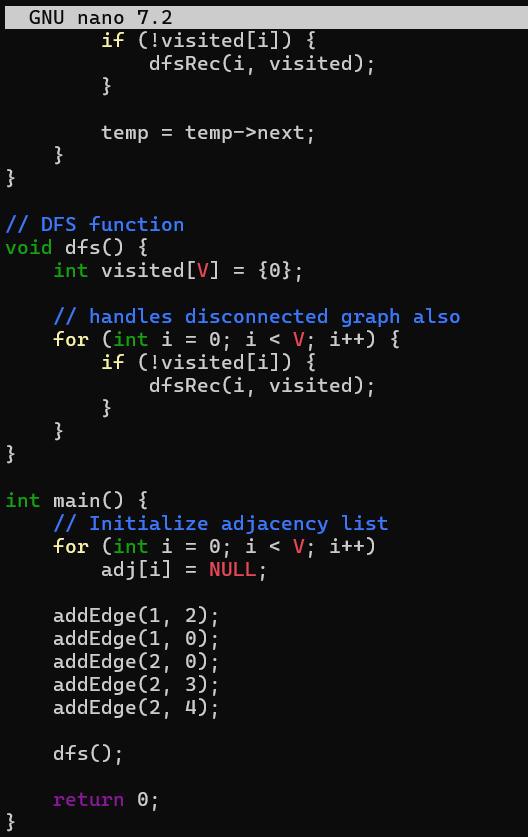 GNU nano 7.2
        if (!visited[i]) {
            dfsRec(i, visited);
        }

        temp = temp->next;
    }
}

// DFS function
void dfs() {
    int visited[V] = {0};

    // handles disconnected graph also
    for (int i = 0; i < V; i++) {
        if (!visited[i]) {
            dfsRec(i, visited);
        }
    }
}

int main() {
    // Initialize adjacency list
    for (int i = 0; i < V; i++)
        adj[i] = NULL;

    addEdge(1, 2);
    addEdge(1, 0);
    addEdge(2, 0);
    addEdge(2, 3);
    addEdge(2, 4);

    dfs();

    return 0;
}